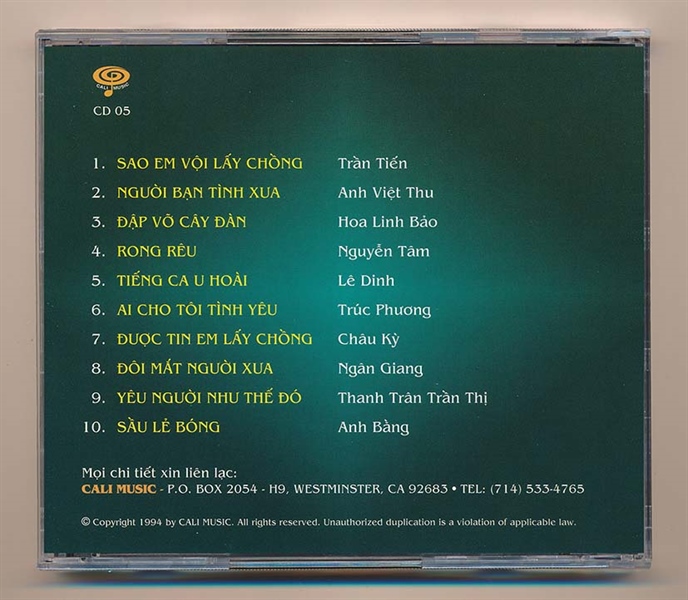 CALI MUSIC
CD 05
1. SAO EM VỘI LẤY CHỒNG Trần Tiến
2. NGƯỜI BẠN TÌNH XUA Anh Việt Thu
3. ĐẬP VỠ CÂY ĐÀN Hoa Linh Bảo
4. RONG RÊU Nguyễn Tâm
5. TIẾNG CA U HOÀI Lê Dinh
6. AI CHO TÔI TÌNH YÊU Trúc Phương
7. ĐƯỢC TIN EM LẤY CHỒNG Châu Kỳ
8. ĐÔI MẮT NGƯỜI XUA Ngân Giang
9. YÊU NGƯỜI NHƯ THẾ ĐÓ Thanh Trân Trần Thị
10. SẦU LẺ BÓNG Anh Bằng
Mọi chi tiết xin liên lạc:
CALI MUSIC - P.O. BOX 2054 - H9, WESTMINSTER, CA 92683 • TEL: (714) 533-4765
© Copyright 1994 by CALI MUSIC. All rights reserved. Unauthorized duplication is a violation of applicable law.